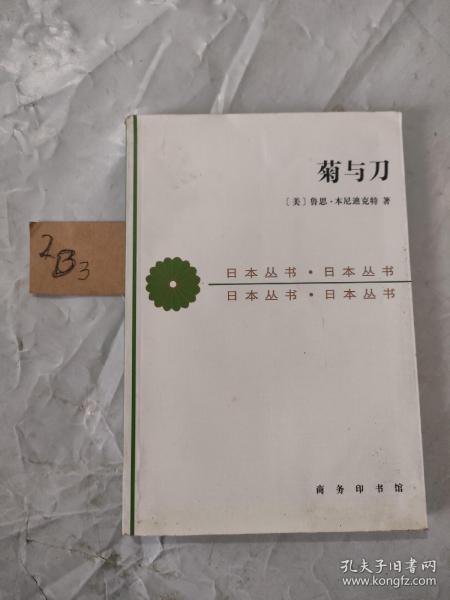 菊与刀
〔美〕鲁思·本尼迪克特 著
2B3
日本丛书·日本丛书
日本丛书·日本丛书
商务印书馆
孔夫子旧书网
www.kongfz.com